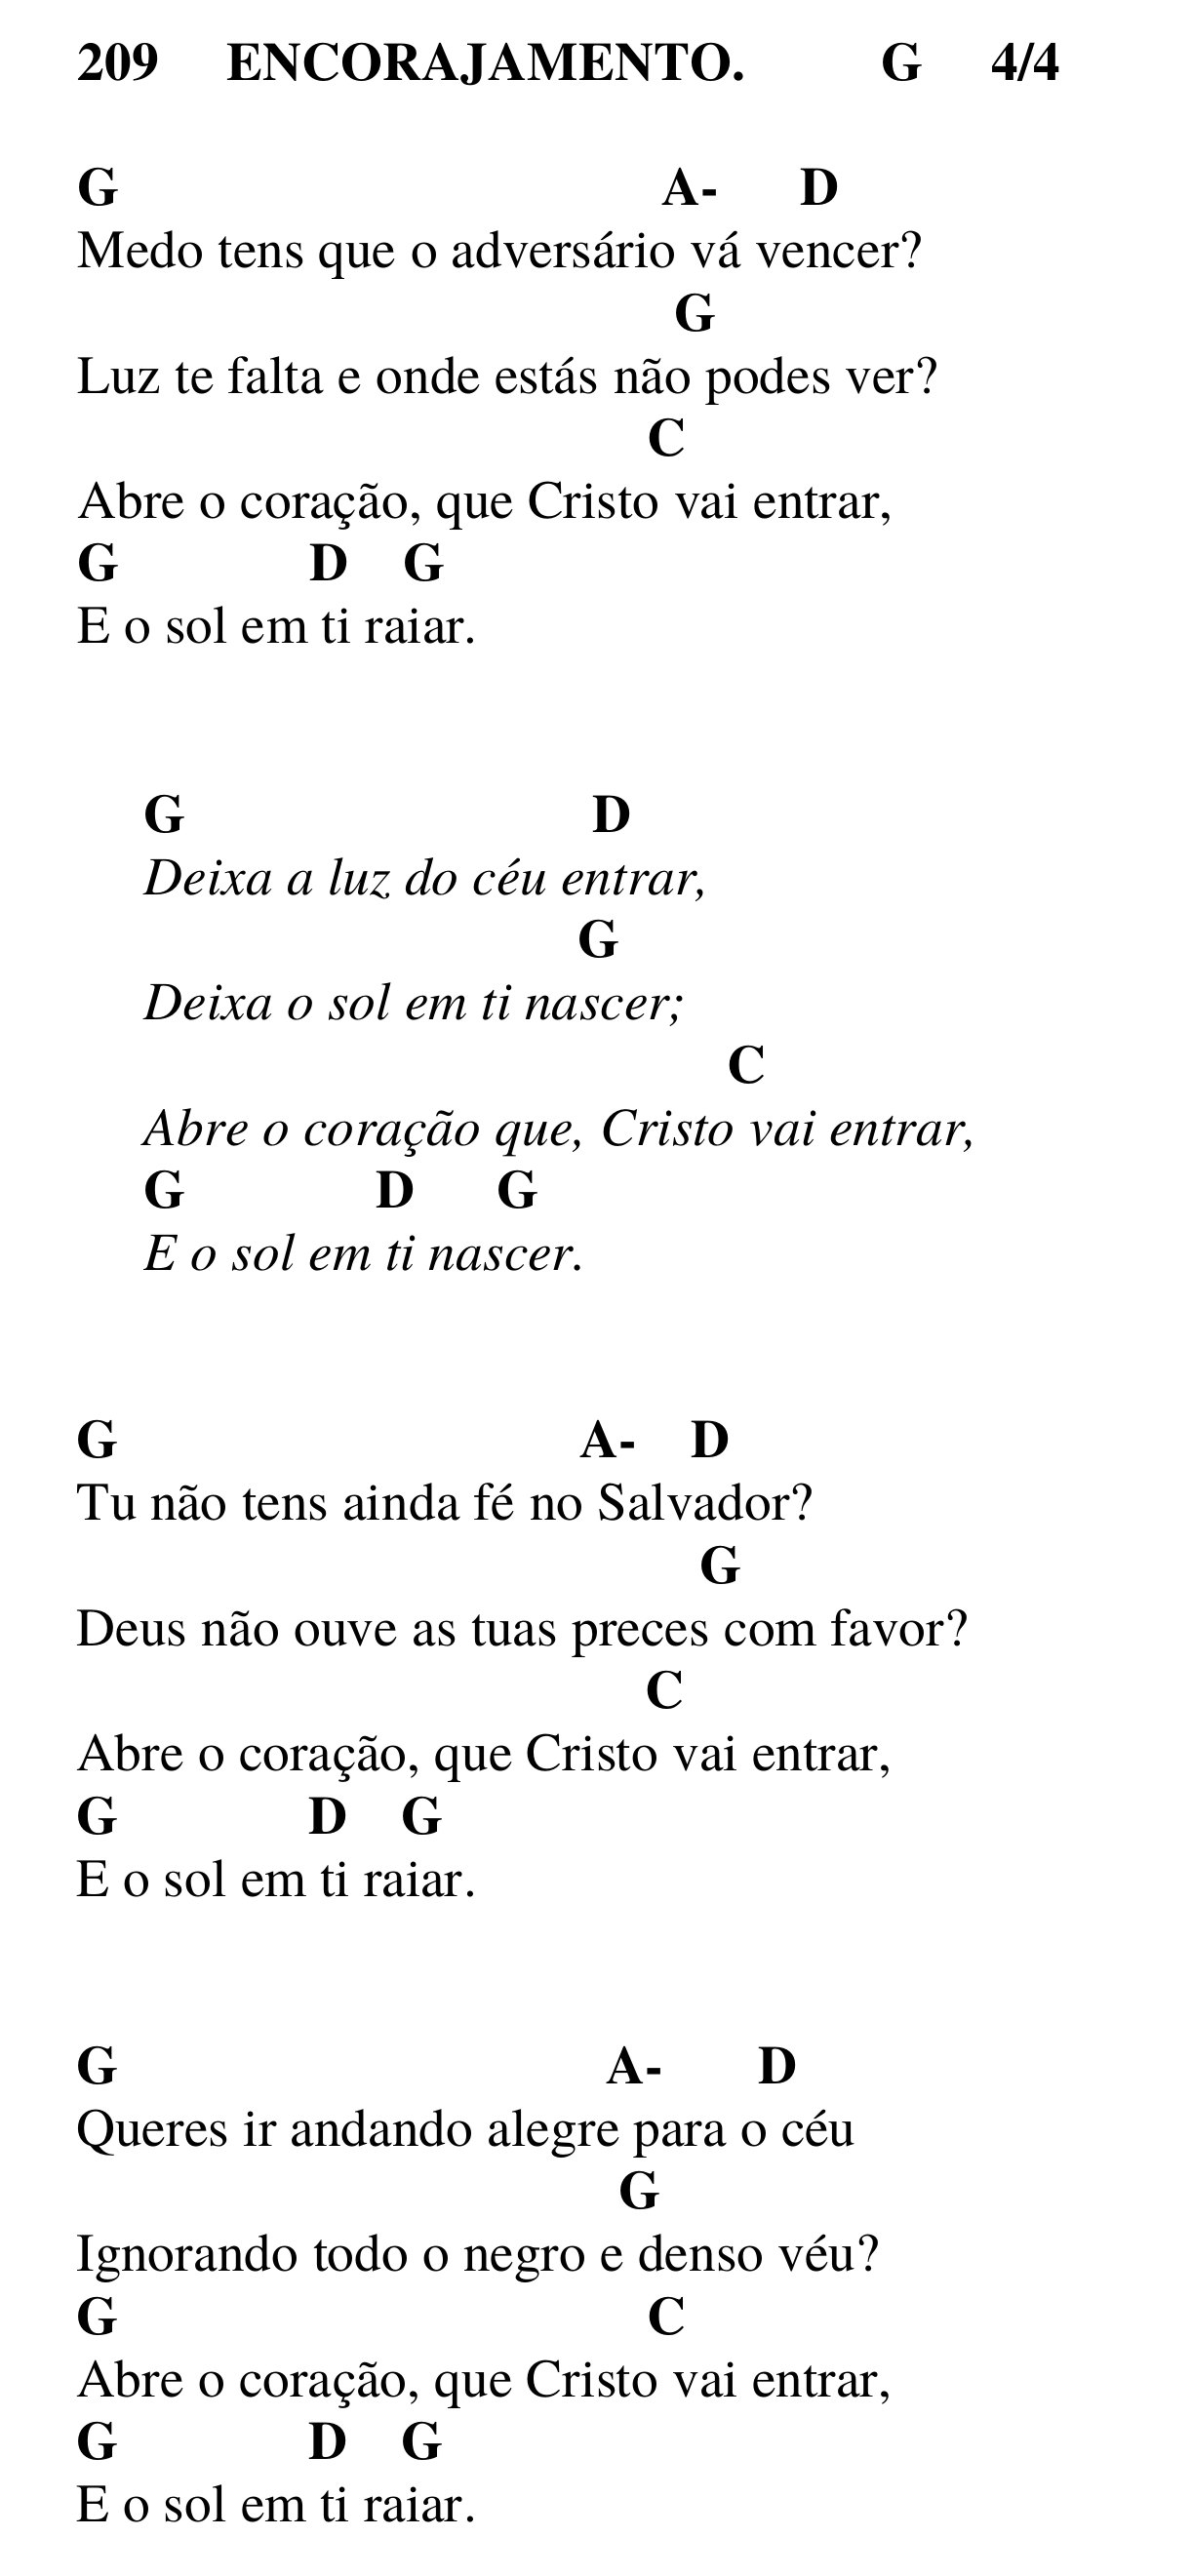 209 ENCORAJAMENTO. G 4/4
G A- D
Medo tens que o adversário vá vencer?
G
Luz te falta e onde estás não podes ver?
C
Abre o coração, que Cristo vai entrar,
G D G
E o sol em ti raiar.
G D
Deixa a luz do céu entrar,
G
Deixa o sol em ti nascer;
C
Abre o coração que, Cristo vai entrar,
G D G
E o sol em ti nascer.
G A- D
Tu não tens ainda fé no Salvador?
G
Deus não ouve as tuas preces com favor?
C
Abre o coração, que Cristo vai entrar,
G D G
E o sol em ti raiar.
G A- D
Queres ir andando alegre para o céu
G
Ignorando todo o negro e denso véu?
G C
Abre o coração, que Cristo vai entrar,
G D G
E o sol em ti raiar.